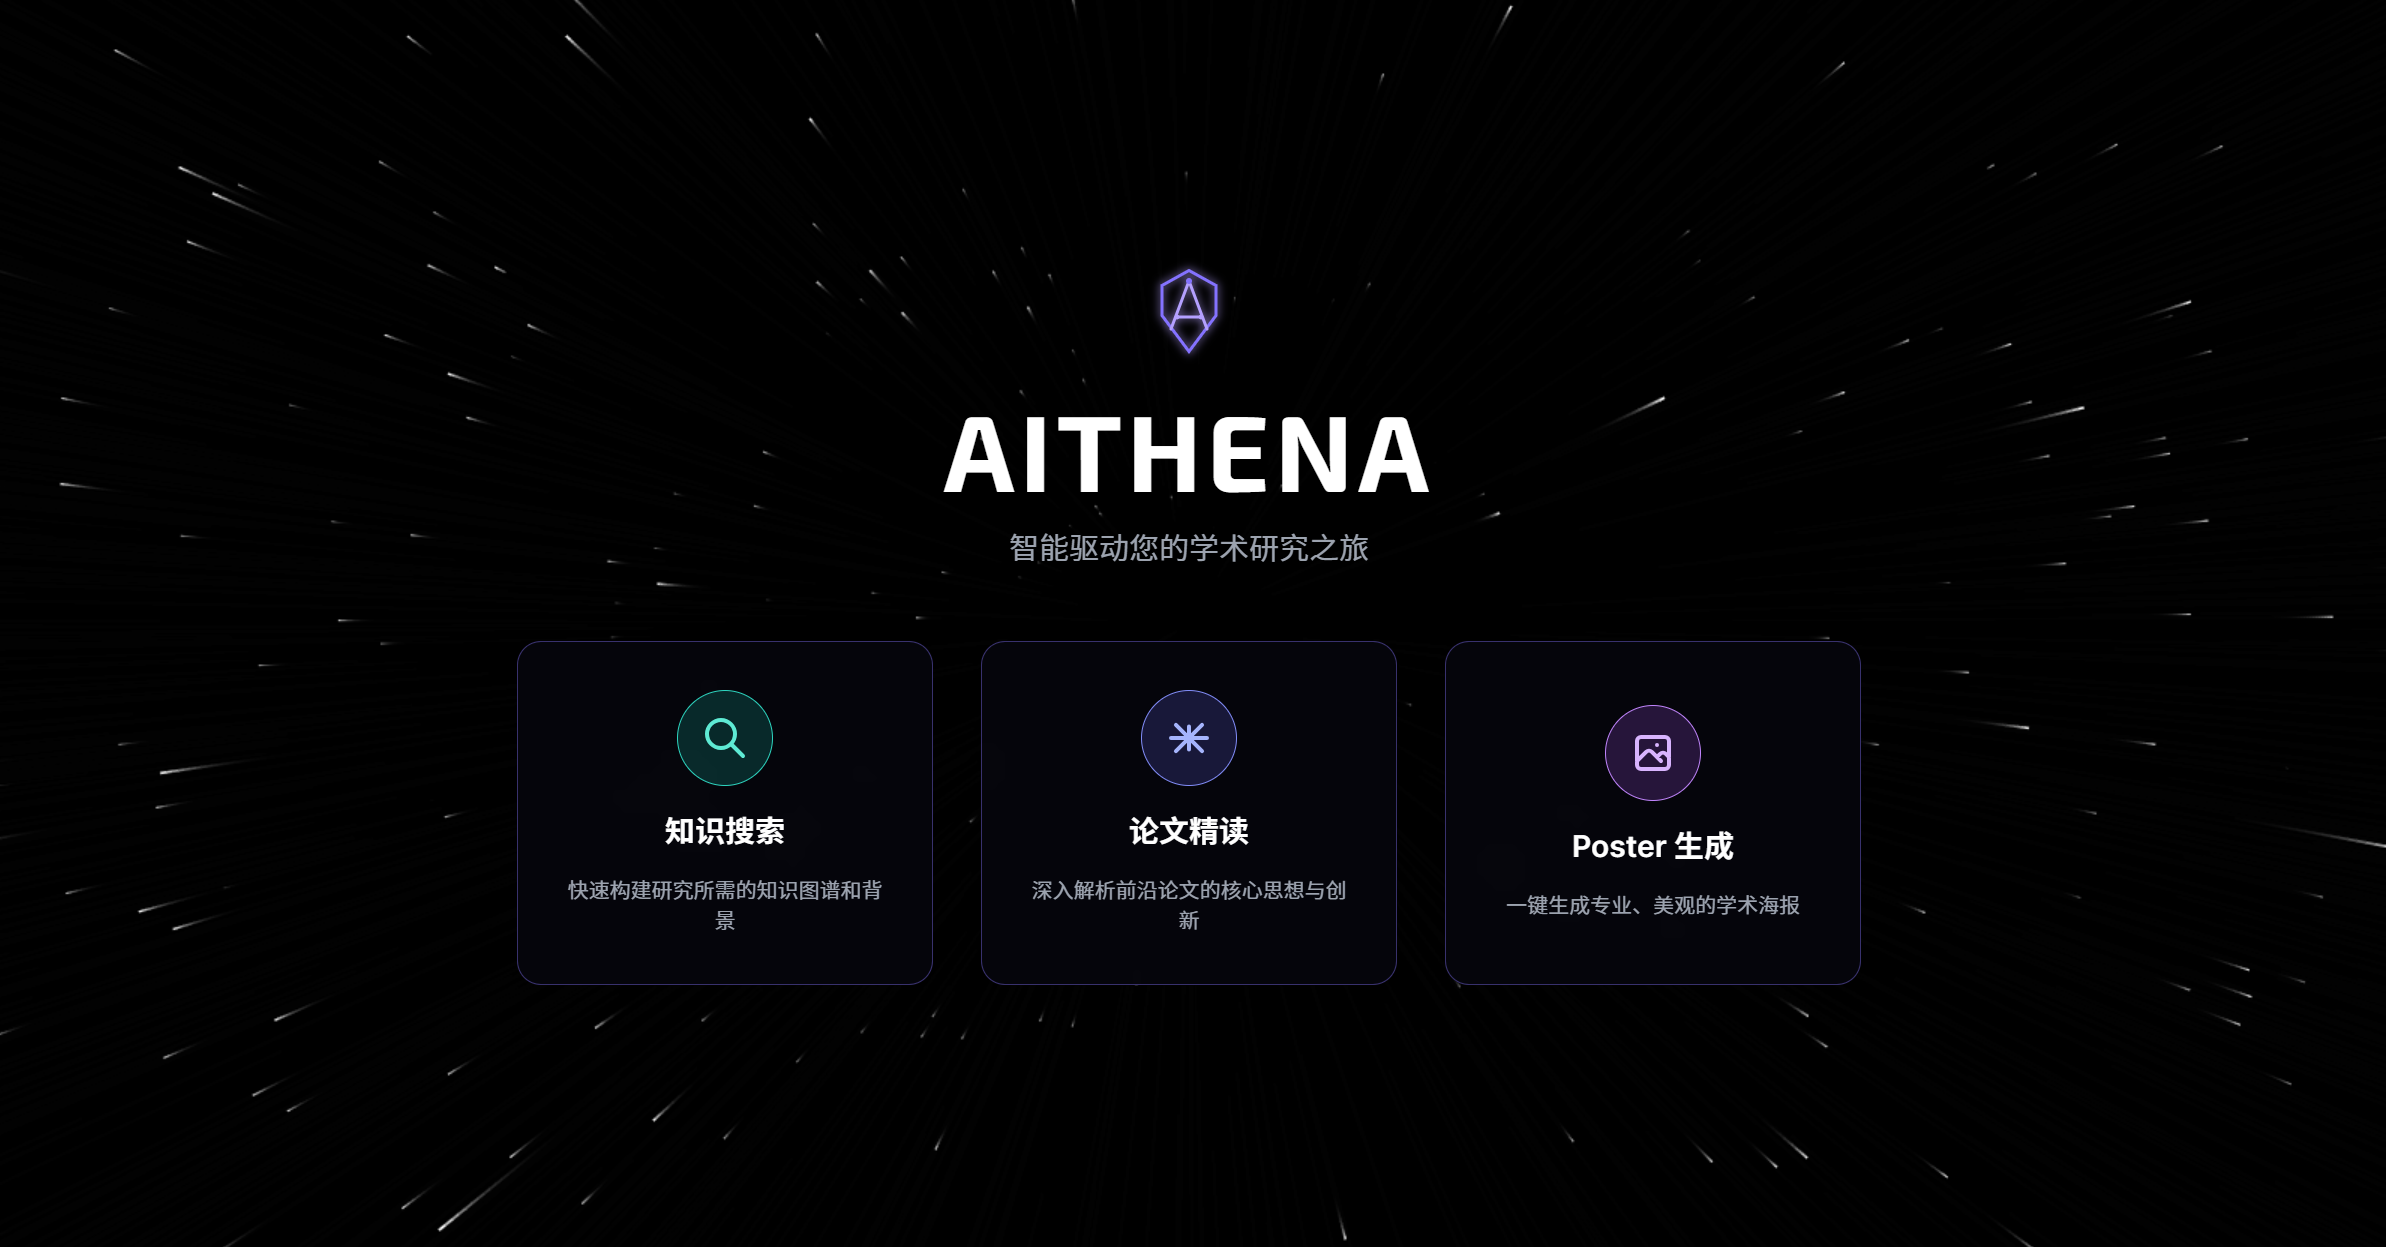 AITHENA
智能驱动您的学术研究之旅
知识搜索
快速构建研究所需的知识图谱和背
景
论文精读
深入解析前沿论文的核心思想与创
新
Poster 生成
一键生成专业、美观的学术海报